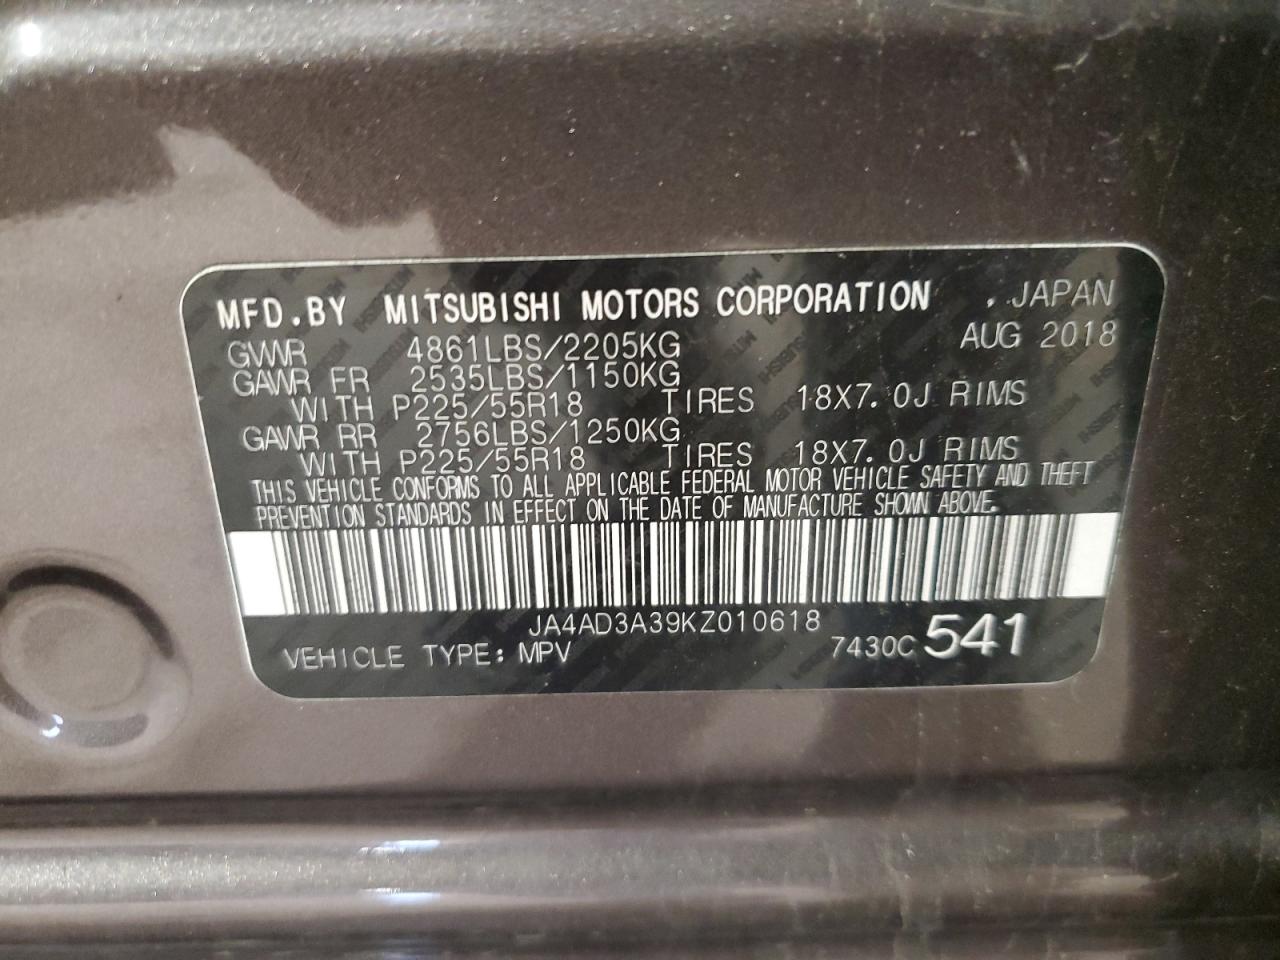 MFD.BY MITSUBISHI MOTORS CORPORATION , JAPAN
AUG 2018
GVWR 4861LBS/2205KG
GAWR FR 2535LBS/1150KG
WITH P225/55R18 TIRES 18X7.0J RIMS
GAWR RR 2756LBS/1250KG
WITH P225/55R18 TIRES 18X7.0J RIMS
THIS VEHICLE CONFORMS TO ALL APPLICABLE FEDERAL MOTOR VEHICLE SAFETY AND THEFT
PREVENTION STANDARDS IN EFFECT ON THE DATE OF MANUFACTURE SHOWN ABOVE.
JA4AD3A39KZ010618
VEHICLE TYPE: MPV 7430C 541